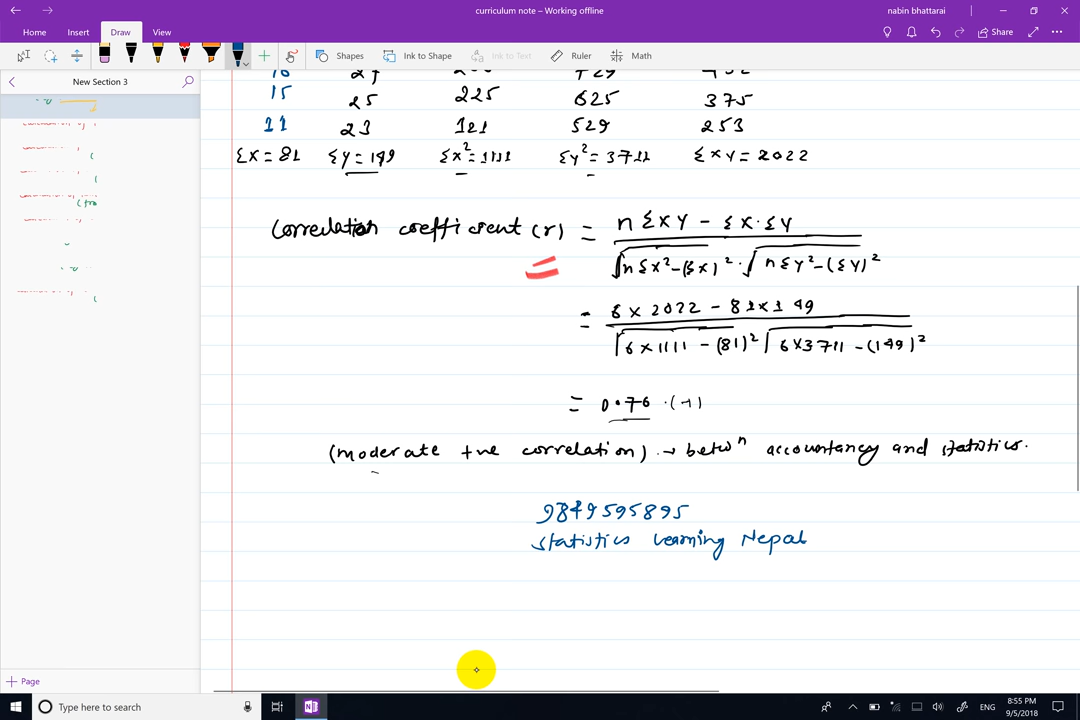 curriculum note – Working offline
nabin bhattarai
Home Insert Draw View
Share
Shapes Ink to Shape Ink to Text Ruler Math
New Section 3
15 25 225 625 375
11 23 121 529 253
ΣX = 81 Σy = 149 Σx² = 1111 Σy² = 3711 Σxy = 2022
Correlation coefficient (r) = nΣXY – ΣX·ΣY
√nΣx² – (Σx)² · √nΣy² – (Σy)²
= 6 × 2022 – 81 × 149
√6 × 1111 – (81)² √6 × 3711 – (149)²
= 0.76
(moderate +ve correlation) → betwⁿ accountancy and statistics.
9849595895
Statistics Learning Nepal
+ Page
Type here to search
ENG
8:55 PM
9/5/2018